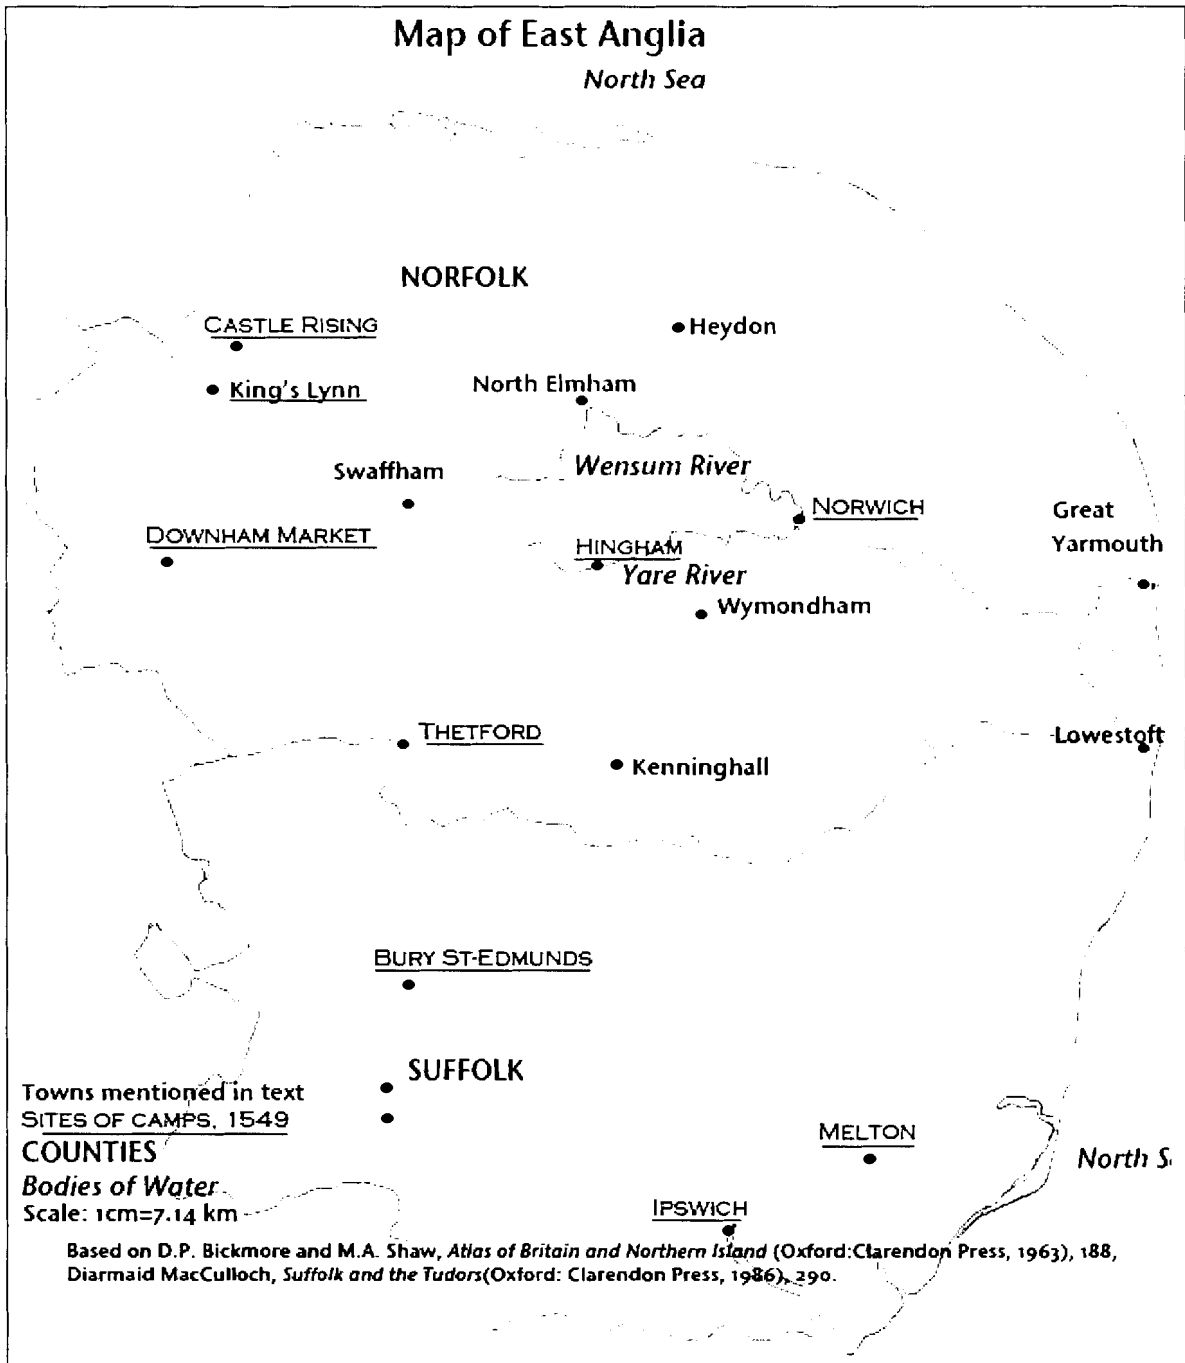 Map of East Anglia
North Sea
NORFOLK
CASTLE RISING
Heydon
King's Lynn
North Elmham
Swaffham
Wensum River
NORWICH
Great
Yarmouth
DOWNHAM MARKET
HINGHAM
Yare River
Wymondham
THETFORD
Lowestoft
Kenninghall
BURY ST-EDMUNDS
SUFFOLK
Towns mentioned in text
SITES OF CAMPS, 1549
COUNTIES
Bodies of Water
Scale: 1cm=7.14 km
MELTON
North S
IPSWICH
Based on D.P. Bickmore and M.A. Shaw, Atlas of Britain and Northern Island (Oxford:Clarendon Press, 1963), 188,
Diarmaid MacCulloch, Suffolk and the Tudors(Oxford: Clarendon Press, 1986), 290.